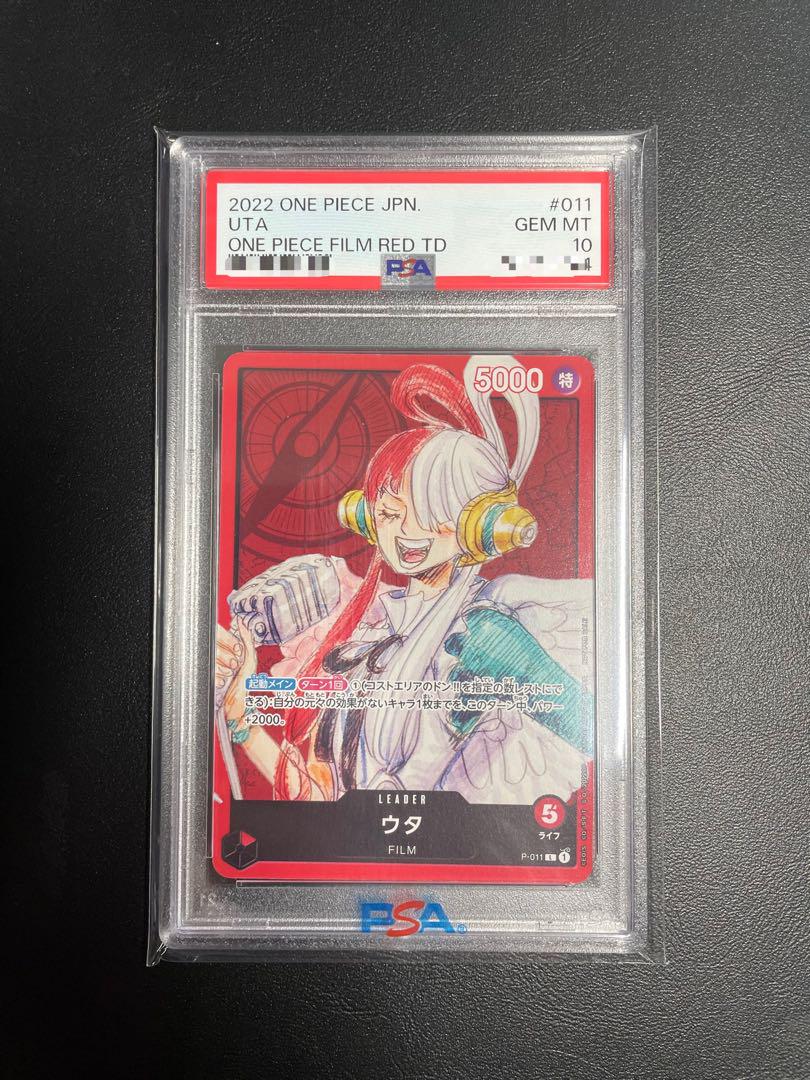 2022 ONE PIECE JPN. #011
UTA GEM MT
ONE PIECE FILM RED TD 10
PSA
5000 特
起動メイン ターン1回 ①(コストエリアのドン!!を指定の数レストにで
きる):自分の元々の効果がないキャラ1枚までを、このターン中、パワー
+2000。
LEADER
ウタ
FILM
5
ライフ
P-011 L 1
PSA